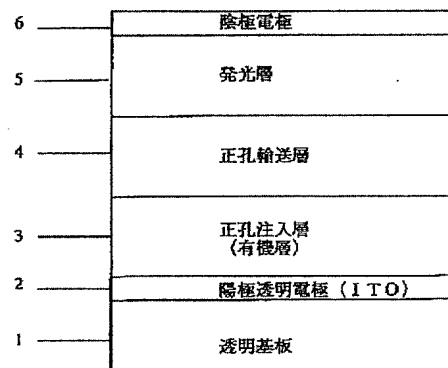 6 陰極電極
5 発光層
4 正孔輸送層
3 正孔注入層
(有機層)
2 陽極透明電極(ITO)
1 透明基板